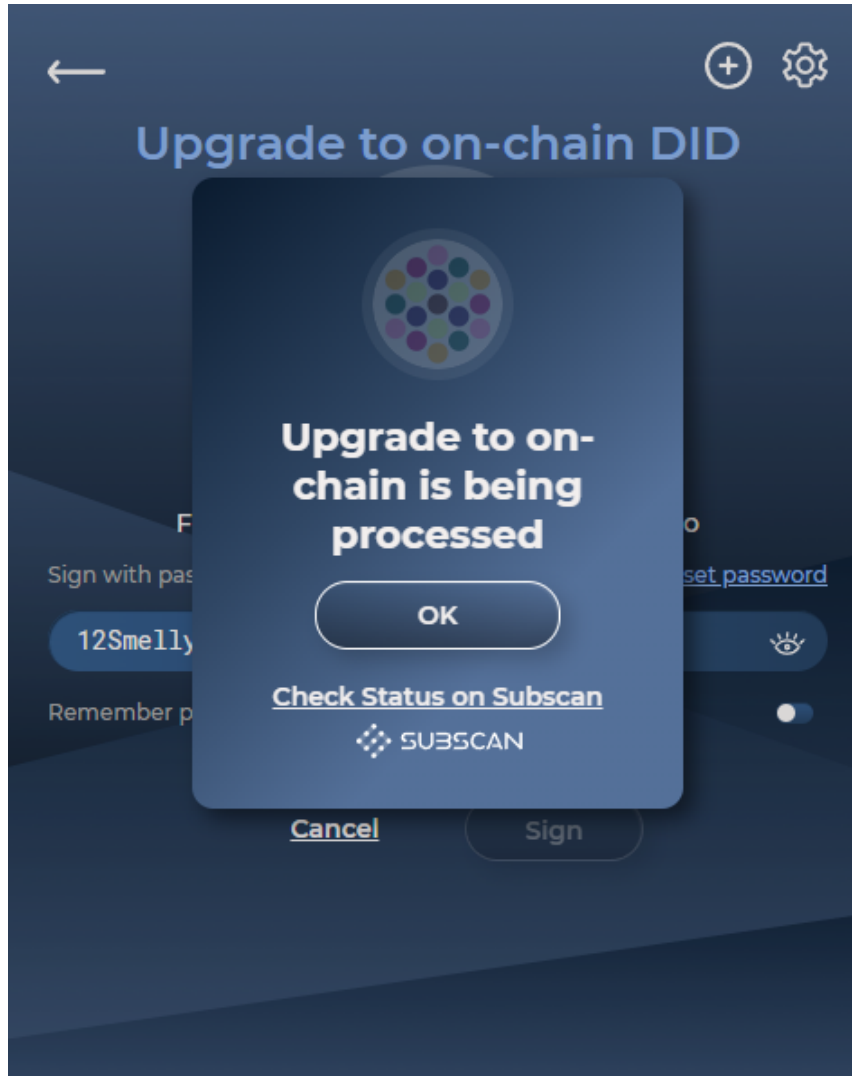 Upgrade to on-chain DID
Upgrade to on-
chain is being
processed
Sign with
set password
OK
12Smelly
Check Status on Subscan
Remember
SUBSCAN
Cancel
Sign